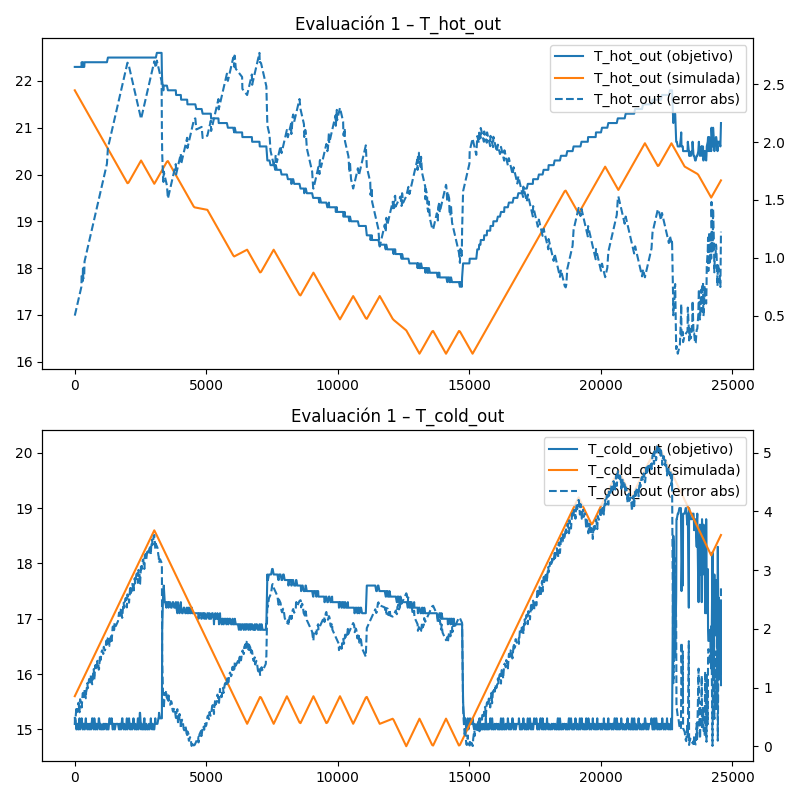 Evaluación 1 – T_hot_out
T_hot_out (objetivo)
T_hot_out (simulada)
T_hot_out (error abs)
22
21
20
19
18
17
16
2.5
2.0
1.5
1.0
0.5
0 5000 10000 15000 20000 25000
Evaluación 1 – T_cold_out
T_cold_out (objetivo)
T_cold_out (simulada)
T_cold_out (error abs)
20
19
18
17
16
15
5
4
3
2
1
0
0 5000 10000 15000 20000 25000